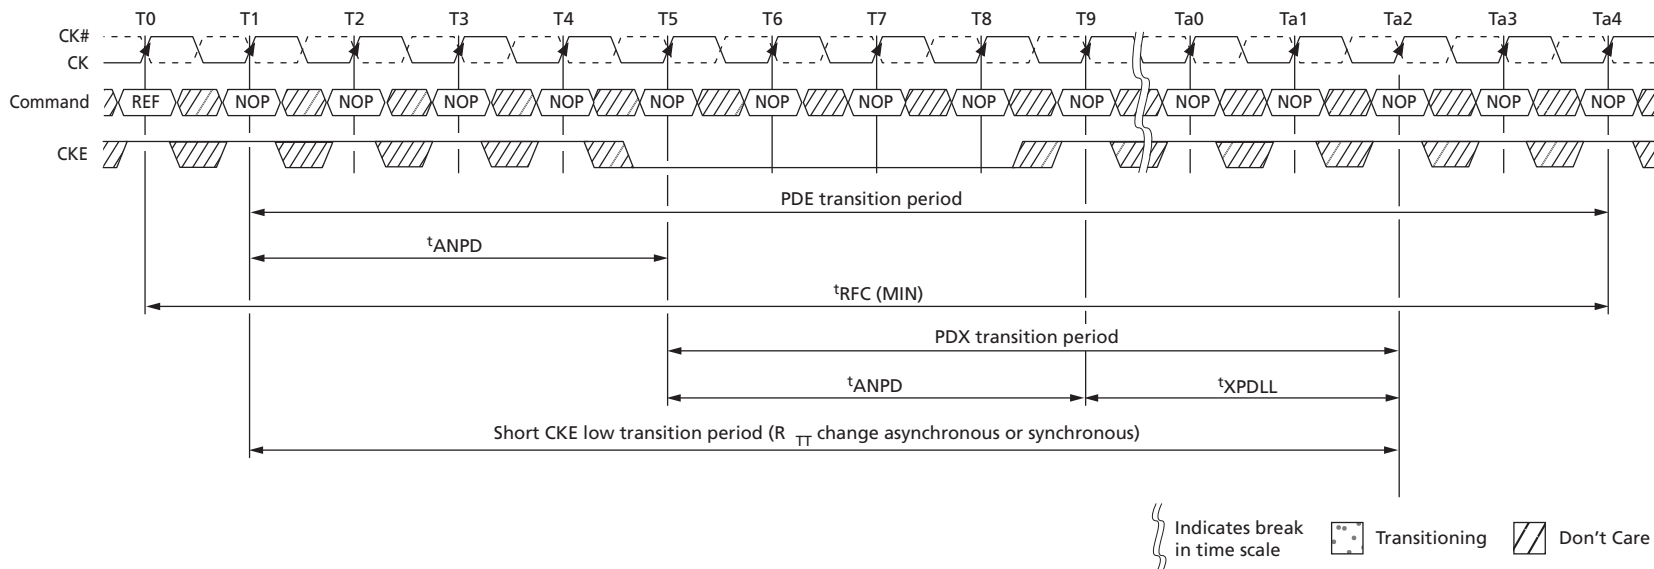 T0 T1 T2 T3 T4 T5 T6 T7 T8 T9 Ta0 Ta1 Ta2 Ta3 Ta4
CK#
CK
Command REF NOP NOP NOP NOP NOP NOP NOP NOP NOP NOP NOP NOP NOP NOP
CKE
PDE transition period
tANPD
tRFC (MIN)
PDX transition period
tANPD tXPDLL
Short CKE low transition period (R TT change asynchronous or synchronous)
Indicates break
in time scale
Transitioning
Don't Care